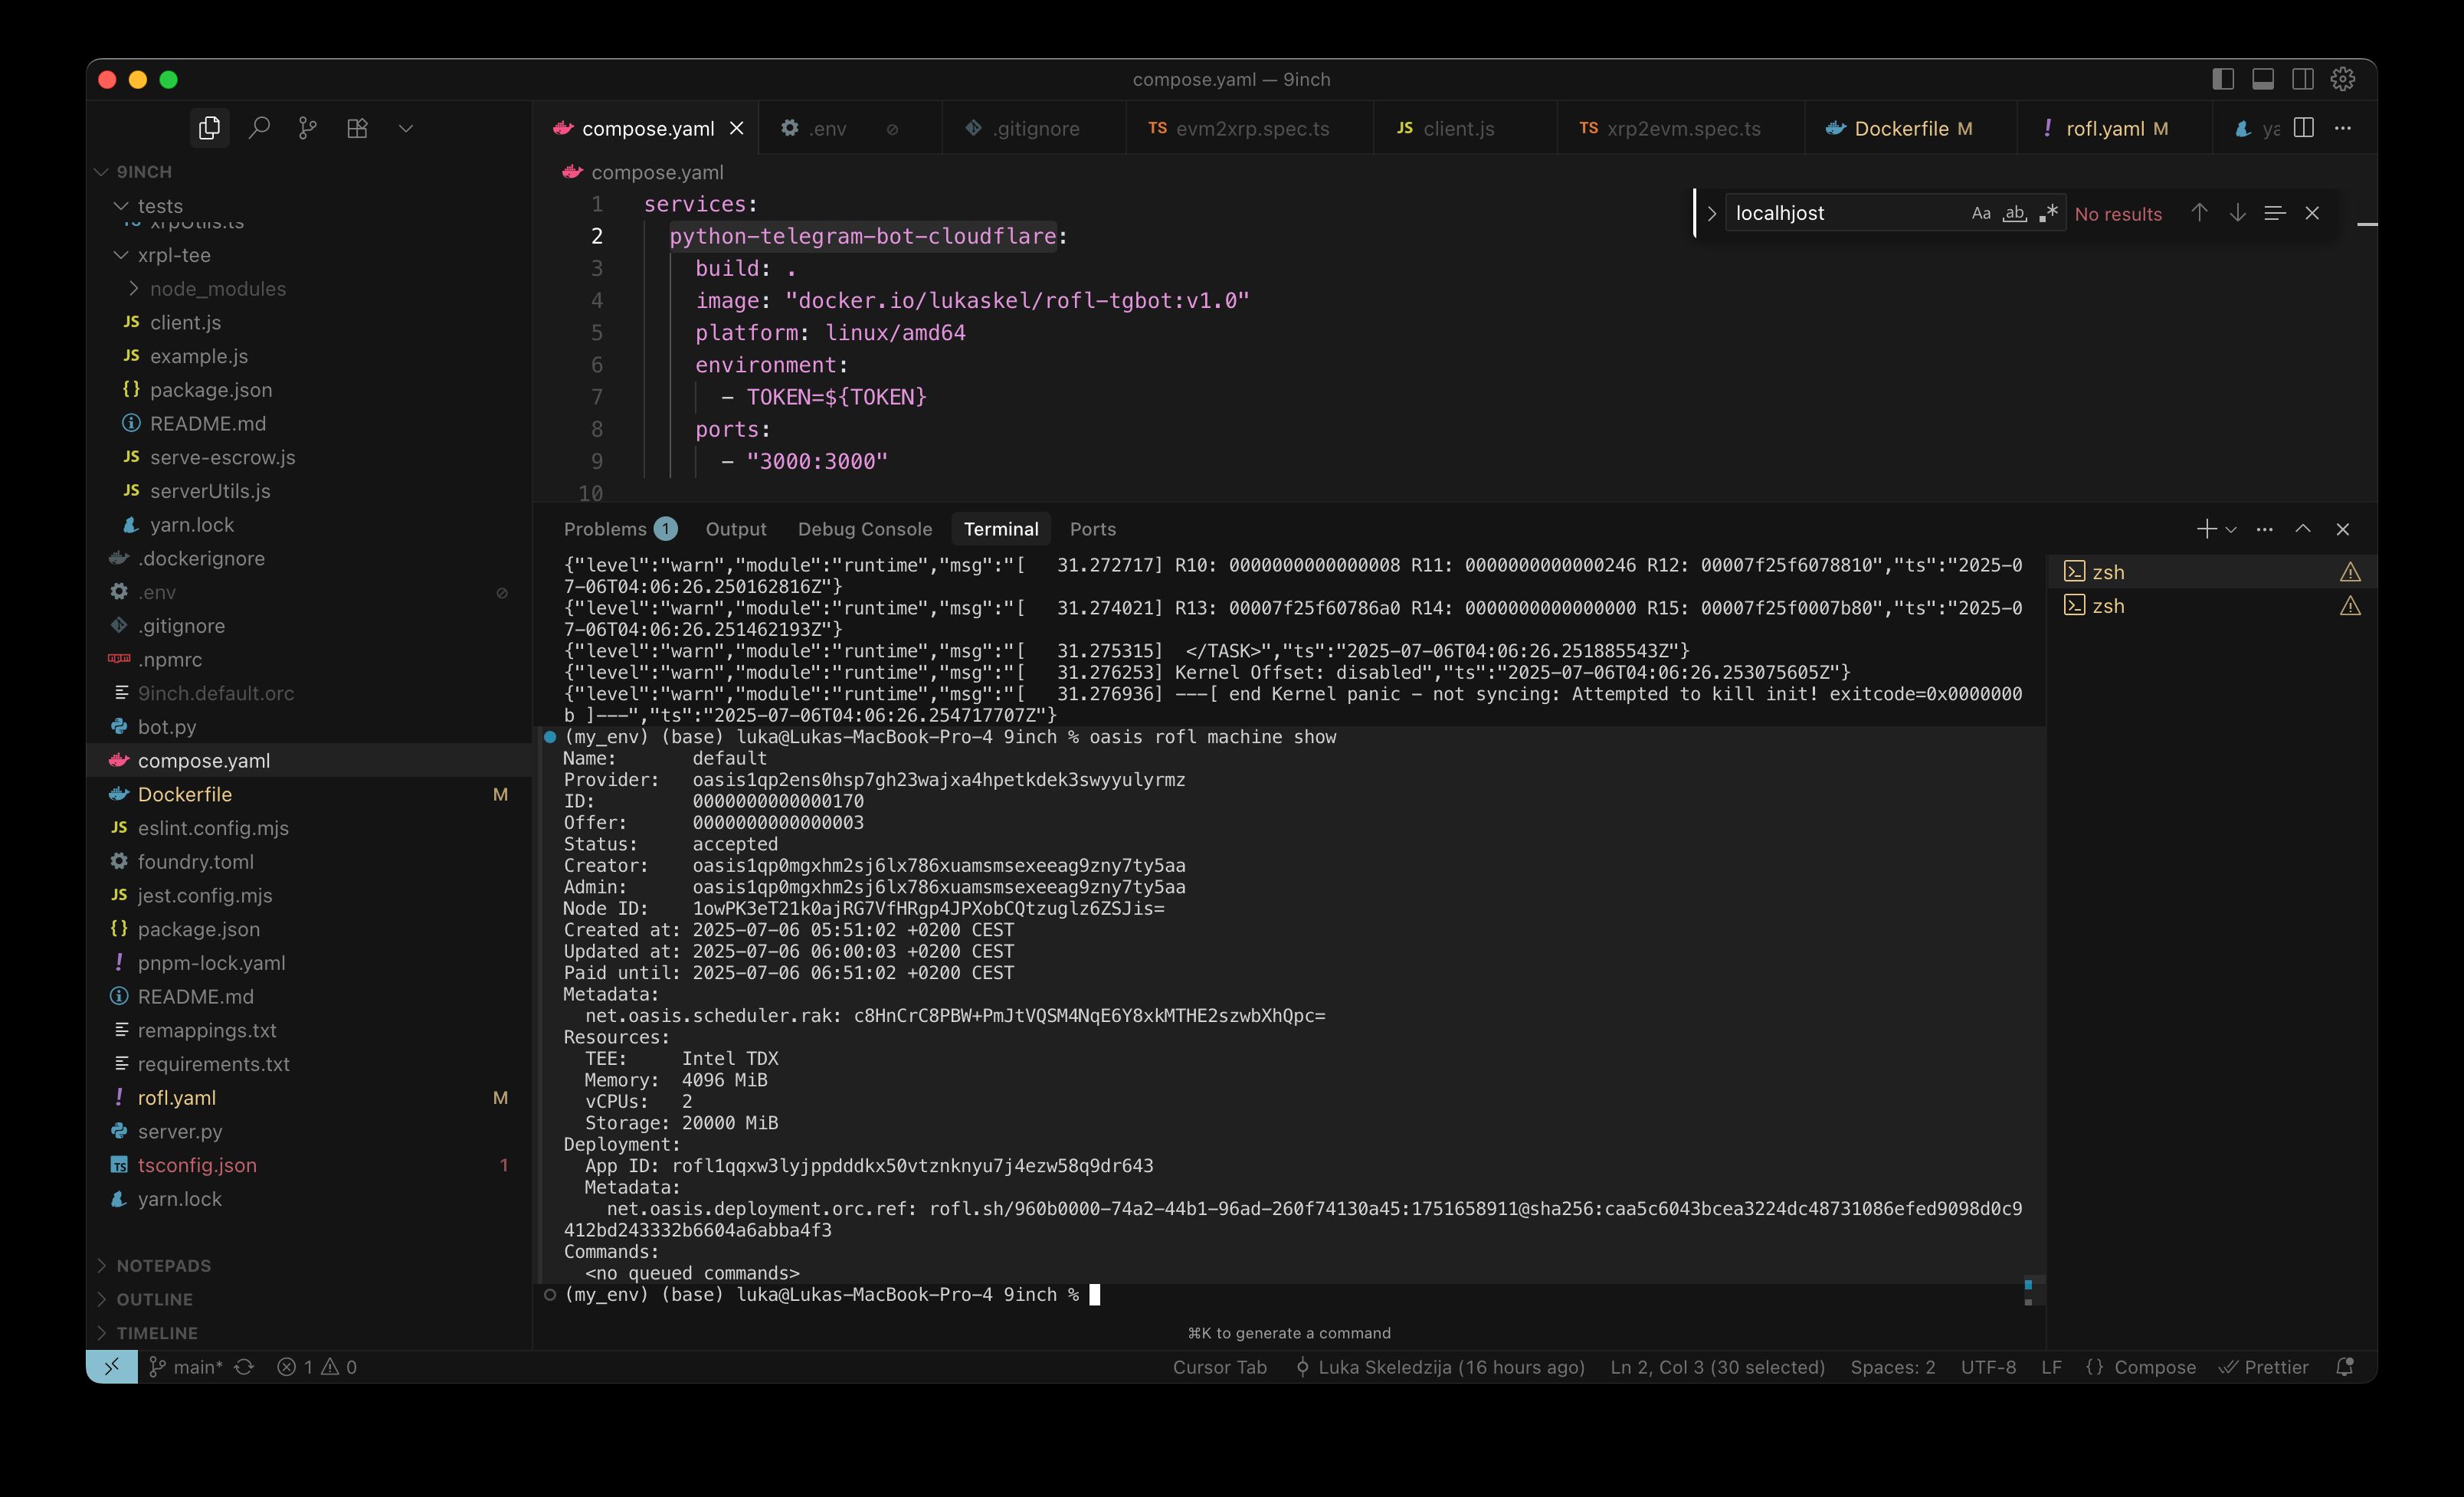 compose.yaml — 9inch
9INCH
tests
xrpUtils.ts
xrpl-tee
node_modules
JS client.js
JS example.js
{} package.json
README.md
JS serve-escrow.js
JS serverUtils.js
yarn.lock
.dockerignore
.env
.gitignore
.npmrc
9inch.default.orc
bot.py
compose.yaml
Dockerfile M
JS eslint.config.mjs
foundry.toml
JS jest.config.mjs
{} package.json
! pnpm-lock.yaml
README.md
remappings.txt
requirements.txt
! rofl.yaml M
server.py
TS tsconfig.json 1
yarn.lock
NOTEPADS
OUTLINE
TIMELINE
compose.yaml .env .gitignore TS evm2xrp.spec.ts JS client.js TS xrp2evm.spec.ts Dockerfile M ! rofl.yaml M ya
compose.yaml
localhjost Aa ab .* No results
1 services:
2 python-telegram-bot-cloudflare:
3 build: .
4 image: "docker.io/lukaskel/rofl-tgbot:v1.0"
5 platform: linux/amd64
6 environment:
7 - TOKEN=${TOKEN}
8 ports:
9 - "3000:3000"
10
Problems 1 Output Debug Console Terminal Ports
{"level":"warn","module":"runtime","msg":"[   31.272717] R10: 0000000000000008 R11: 0000000000000246 R12: 00007f25f6078810","ts":"2025-0
7-06T04:06:26.250162816Z"}
{"level":"warn","module":"runtime","msg":"[   31.274021] R13: 00007f25f60786a0 R14: 0000000000000000 R15: 00007f25f0007b80","ts":"2025-0
7-06T04:06:26.251462193Z"}
{"level":"warn","module":"runtime","msg":"[   31.275315]  </TASK>","ts":"2025-07-06T04:06:26.251885543Z"}
{"level":"warn","module":"runtime","msg":"[   31.276253] Kernel Offset: disabled","ts":"2025-07-06T04:06:26.253075605Z"}
{"level":"warn","module":"runtime","msg":"[   31.276936] ---[ end Kernel panic - not syncing: Attempted to kill init! exitcode=0x0000000
b ]---","ts":"2025-07-06T04:06:26.254717707Z"}
(my_env) (base) luka@Lukas-MacBook-Pro-4 9inch % oasis rofl machine show
Name: default
Provider: oasis1qp2ens0hsp7gh23wajxa4hpetkdek3swyyulyrmz
ID: 0000000000000170
Offer: 0000000000000003
Status: accepted
Creator: oasis1qp0mgxhm2sj6lx786xuamsmsexeeag9zny7ty5aa
Admin: oasis1qp0mgxhm2sj6lx786xuamsmsexeeag9zny7ty5aa
Node ID: 1owPK3eT21k0ajRG7VfHRgp4JPXobCQtzuglz6ZSJis=
Created at: 2025-07-06 05:51:02 +0200 CEST
Updated at: 2025-07-06 06:00:03 +0200 CEST
Paid until: 2025-07-06 06:51:02 +0200 CEST
Metadata:
net.oasis.scheduler.rak: c8HnCrC8PBW+PmJtVQSM4NqE6Y8xkMTHE2szwbXhQpc=
Resources:
TEE: Intel TDX
Memory: 4096 MiB
vCPUs: 2
Storage: 20000 MiB
Deployment:
App ID: rofl1qqxw3lyjppdddkx50vtznknyu7j4ezw58q9dr643
Metadata:
net.oasis.deployment.orc.ref: rofl.sh/960b0000-74a2-44b1-96ad-260f74130a45:1751658911@sha256:caa5c6043bcea3224dc48731086efed9098d0c9
412bd243332b6604a6abba4f3
Commands:
<no queued commands>
(my_env) (base) luka@Lukas-MacBook-Pro-4 9inch %
⌘K to generate a command
zsh
zsh
main* 1 0 Cursor Tab Luka Skeledzija (16 hours ago) Ln 2, Col 3 (30 selected) Spaces: 2 UTF-8 LF {} Compose Prettier